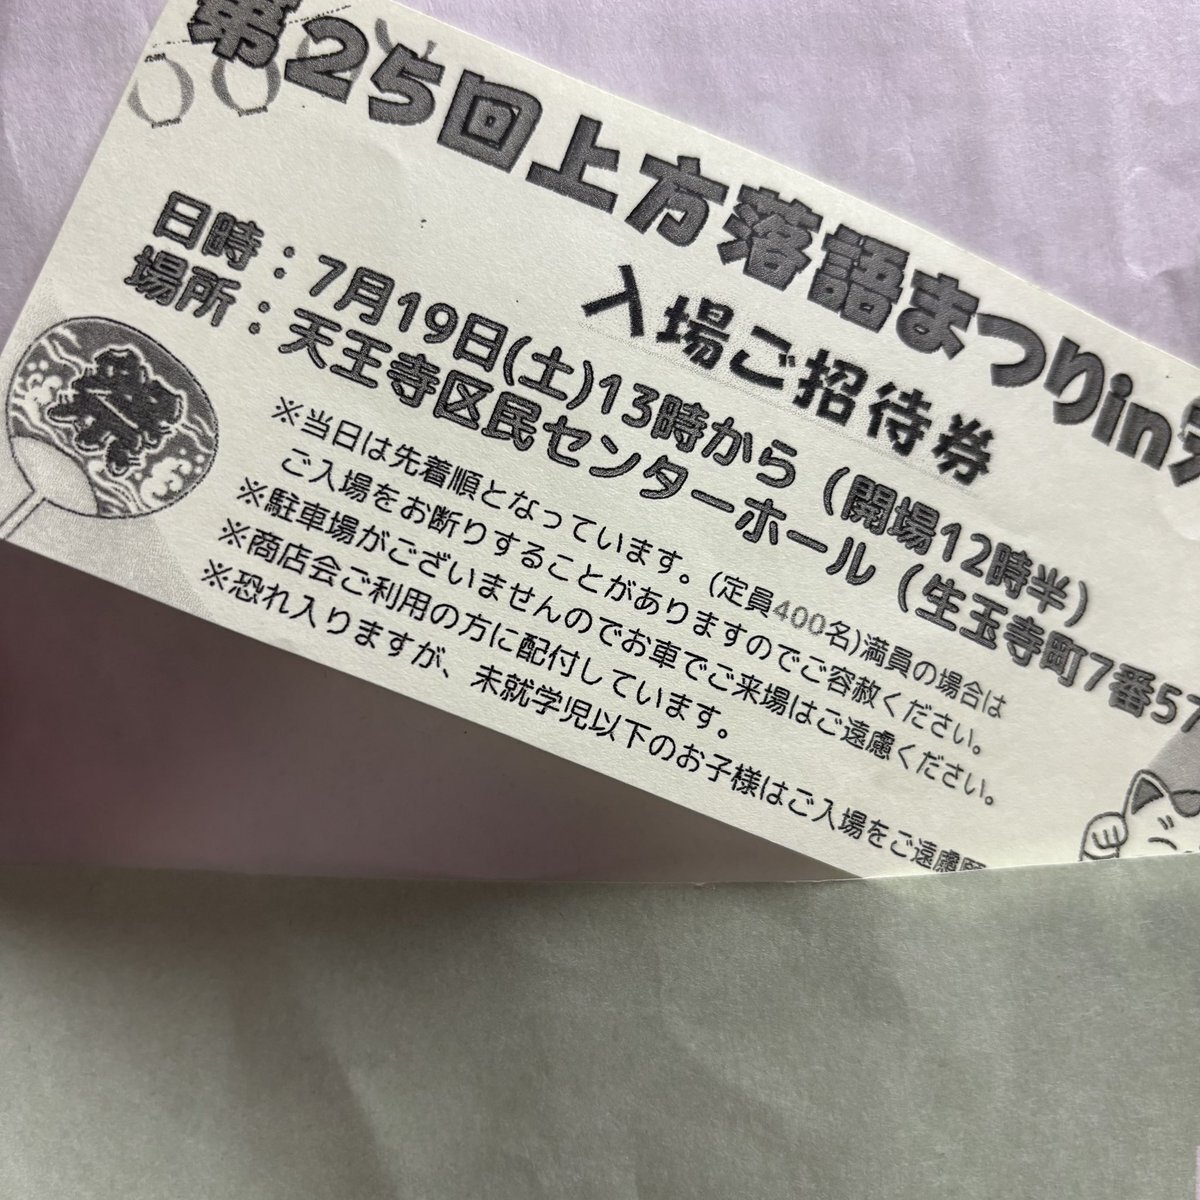 第25回上方落語まつりin
入場ご招待券
日時：7月19日(土)13時から（開場12時半）
場所：天王寺区民センターホール（生玉寺町7番57
※当日は先着順となっています。(定員400名)満員の場合は
ご入場をお断りすることがありますのでご容赦ください。
※駐車場がございませんのでお車でご来場はご遠慮ください。
※商店会ご利用の方に配付しています。
※恐れ入りますが、未就学児以下のお子様はご入場をご遠慮